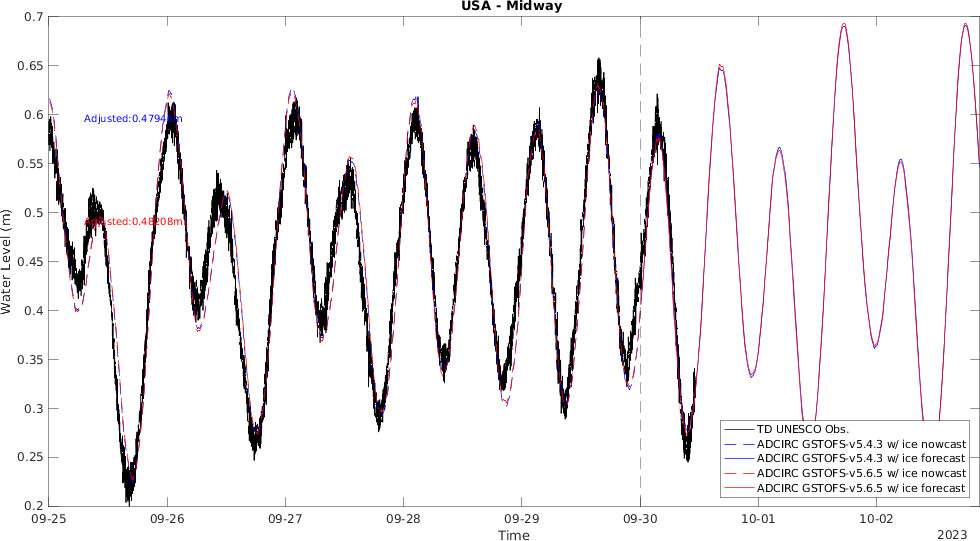 USA - Midway
0.7
0.65
0.6
0.55
0.5
0.45
0.4
0.35
0.3
0.25
0.2
Water Level (m)
Adjusted:0.4794
Adjusted:0.48208m
TD UNESCO Obs.
ADCIRC GSTOFS-v5.4.3 w/ ice nowcast
ADCIRC GSTOFS-v5.4.3 w/ ice forecast
ADCIRC GSTOFS-v5.6.5 w/ ice nowcast
ADCIRC GSTOFS-v5.6.5 w/ ice forecast
09-25
09-26
09-27
09-28
09-29
09-30
10-01
10-02
Time
2023